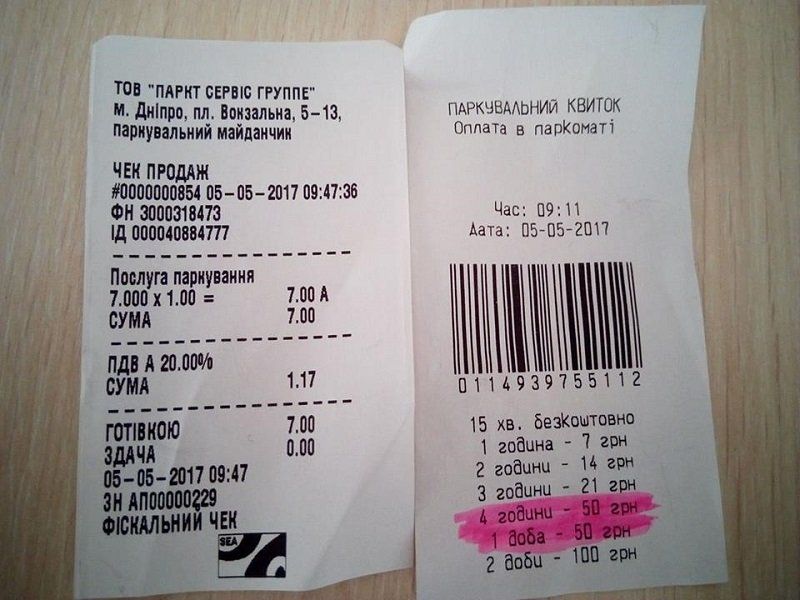 ТОВ "ПАРКТ СЕРВІС ГРУППЕ"
м. Дніпро, пл. Вокзальна, 5-13,
паркувальний майданчик
ЧЕК ПРОДАЖ
#0000000854 05-05-2017 09:47:36
ФН 3000318473
ІД 000040884777
Послуга паркування
7.000 x 1.00 = 7.00 А
СУМА 7.00
ПДВ А 20.00%
СУМА 1.17
ГОТІВКОЮ 7.00
ЗДАЧА 0.00
05-05-2017 09:47
ЗН АП00000229
ФІСКАЛЬНИЙ ЧЕК
SEA
ПАРКУВАЛЬНИЙ КВИТОК
Оплата в паркоматі
Час: 09:11
Дата: 05-05-2017
0114939755112
15 хв. безкоштовно
1 година - 7 грн
2 години - 14 грн
3 години - 21 грн
4 години - 50 грн
1 доба - 50 грн
2 доби - 100 грн